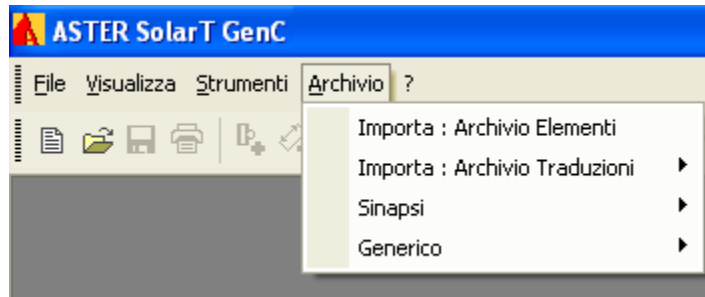 ASTER SolarT GenC
File Visualizza Strumenti Archivio ?
Importa : Archivio Elementi
Importa : Archivio Traduzioni
Sinapsi
Generico